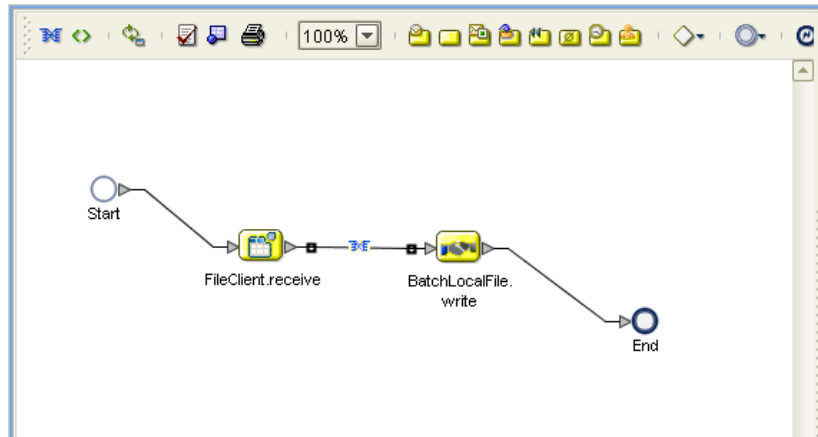 100%
Start
FileClient.receive
BatchLocalFile.
write
End